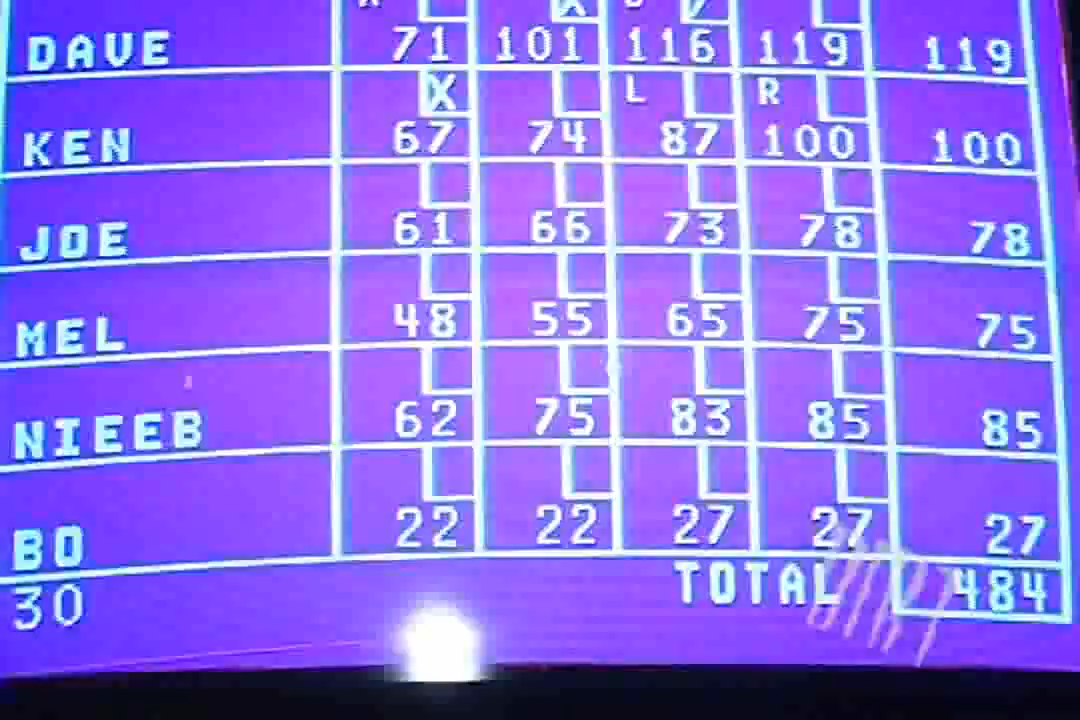 DAVE 71 101 116 119 119
X L R
KEN 67 74 87 100 100
JOE 61 66 73 78 78
MEL 48 55 65 75 75
NIEEB 62 75 83 85 85
BO 22 22 27 27 27
30 TOTAL 484